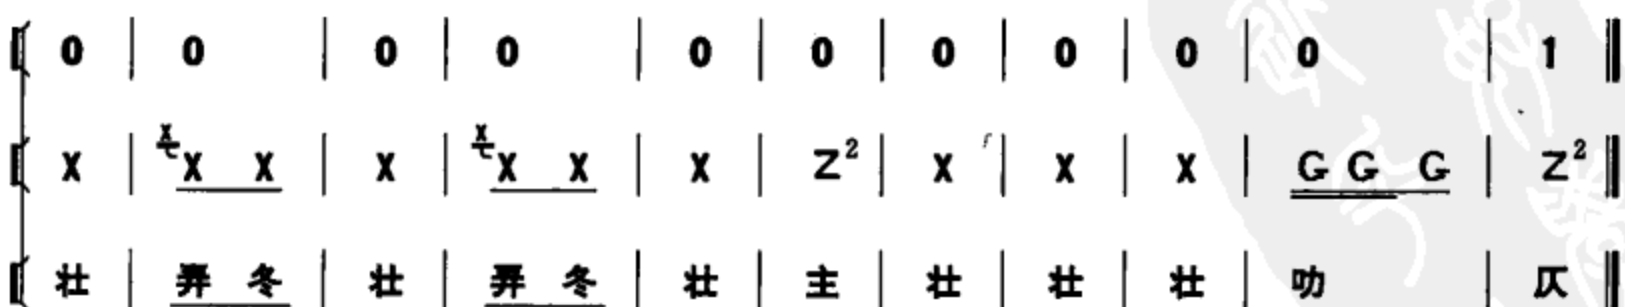 0 | 0 | 0 | 0 | 0 | 0 | 0 | 0 | 0 | 0 | 1
X | X X | X | X X | X | Z² | X | X | X | G G G | Z²
壮 | 弄 冬 | 壮 | 弄 冬 | 壮 | 主 | 壮 | 壮 | 壮 | 叻 | 仄